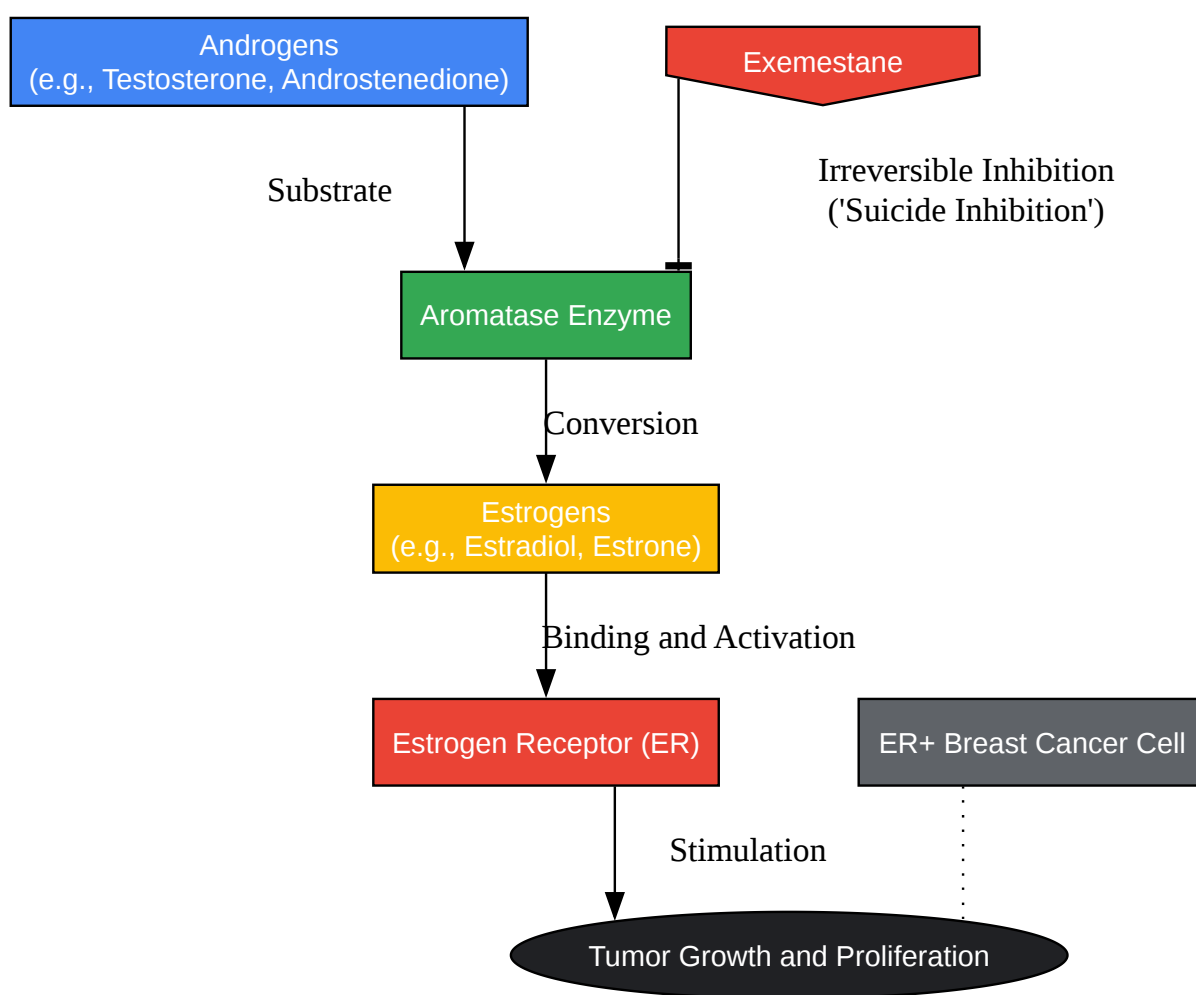 Androgens
(e.g., Testosterone, Androstenedione)
Exemestane
Substrate
Irreversible Inhibition
('Suicide Inhibition')
Aromatase Enzyme
Conversion
Estrogens
(e.g., Estradiol, Estrone)
Binding and Activation
Estrogen Receptor (ER)
ER+ Breast Cancer Cell
Stimulation
Tumor Growth and Proliferation